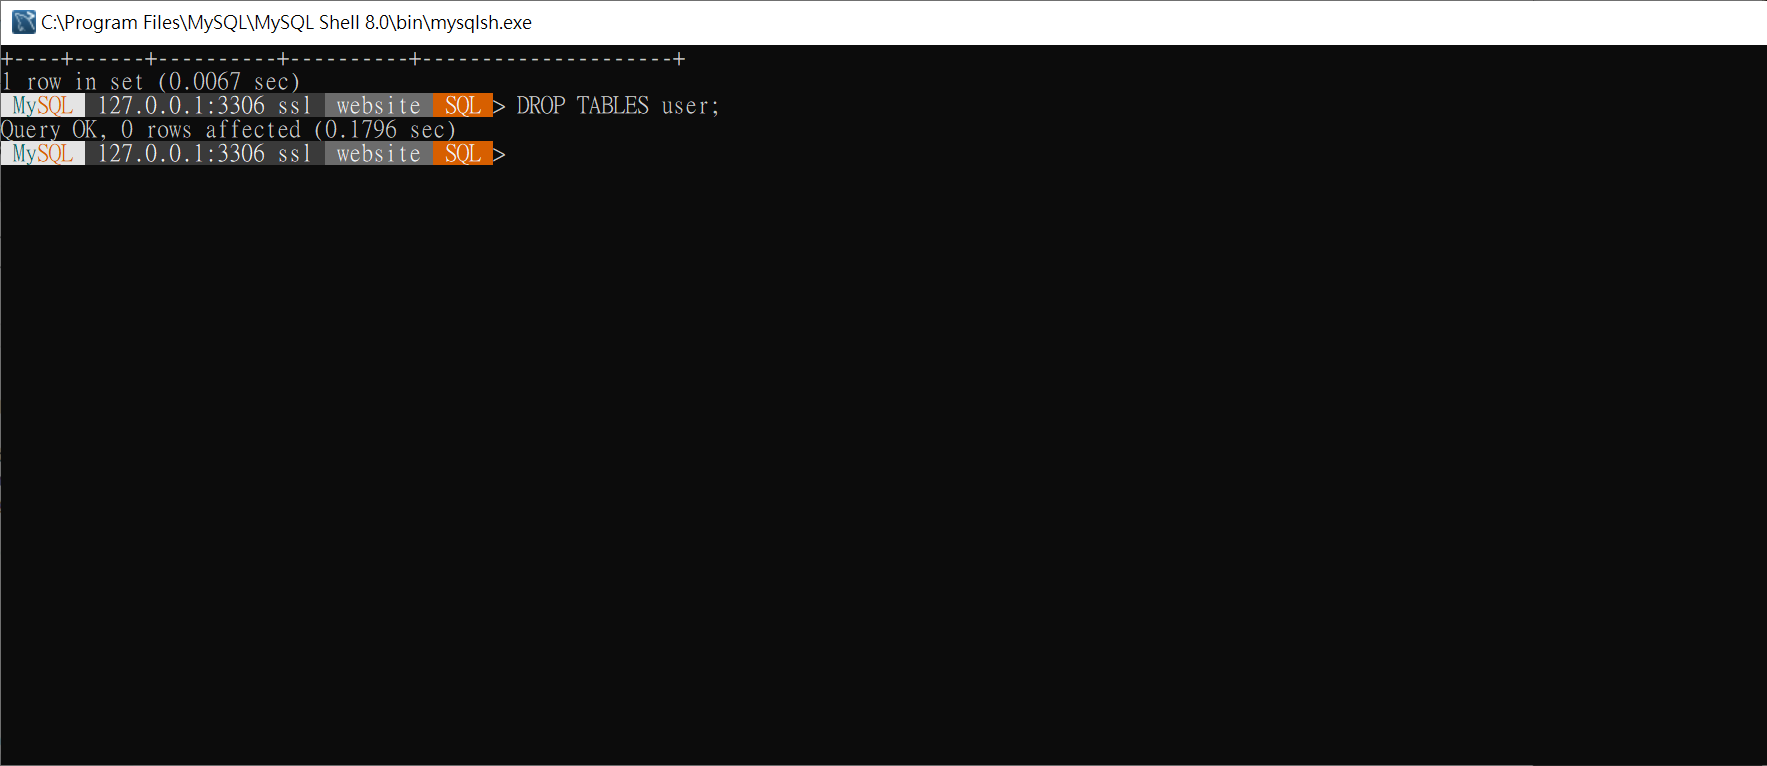 C:\Program Files\MySQL\MySQL Shell 8.0\bin\mysqlsh.exe
+----+------+----------+----------+---------------------+
1 row in set (0.0067 sec)
MySQL 127.0.0.1:3306 ssl website SQL > DROP TABLES user;
Query OK, 0 rows affected (0.1796 sec)
MySQL 127.0.0.1:3306 ssl website SQL >